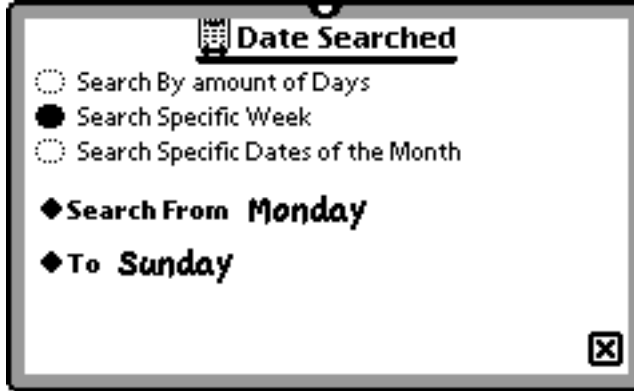 Date Searched
Search By amount of Days
Search Specific Week
Search Specific Dates of the Month
Search From Monday
To Sunday